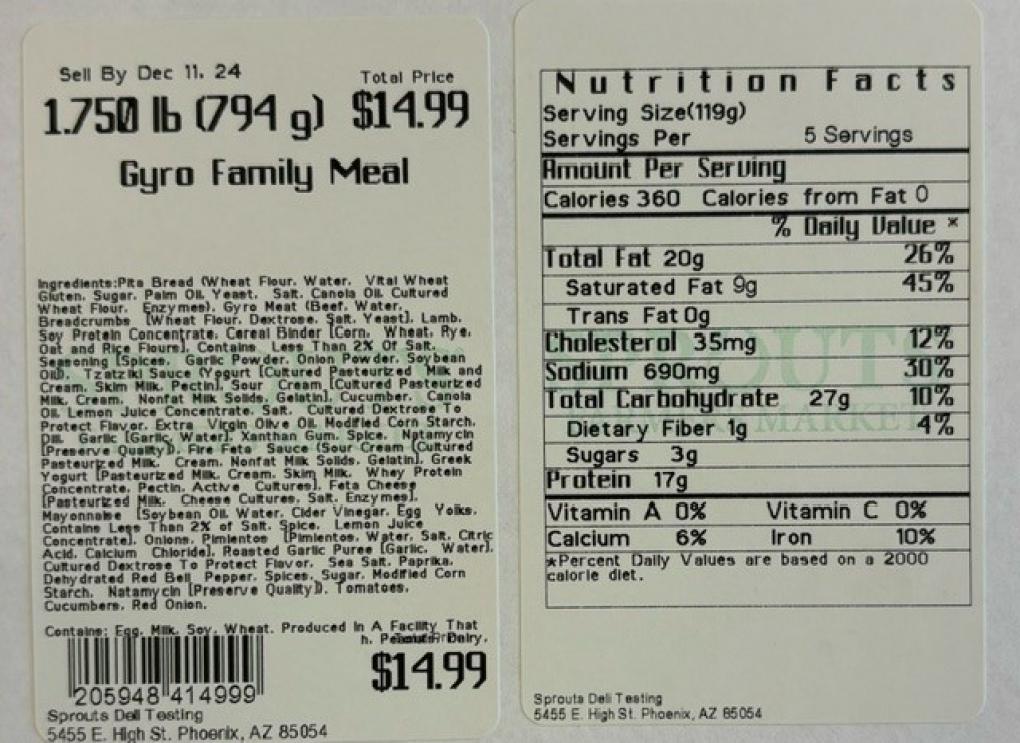 Sell By Dec 11, 24
Total Price
1.750 lb (794 g) $14.99
Gyro Family Meal
Ingredients:Pita Bread (Wheat Flour, Water, Vital Wheat
Gluten, Sugar, Palm Oil, Yeast, Salt, Canola Oil, Cultured
Wheat Flour, Enzymes), Gyro Meat (Beef, Water,
Breadcrumbs [Wheat Flour, Dextrose, Salt, Yeast], Lamb,
Soy Protein Concentrate, Cereal Binder [Corn, Wheat, Rye,
Oat and Rice Flours], Contains Less Than 2% Of Salt,
Seasoning [Spices, Garlic Powder, Onion Powder, Soybean
Oil]), Tzatziki Sauce (Yogurt [Cultured Pasteurized Milk and
Cream, Skim Milk, Pectin], Sour Cream [Cultured Pasteurized
Milk, Cream, Nonfat Milk Solids, Gelatin], Cucumber, Canola
Oil, Lemon Juice Concentrate, Salt, Cultured Dextrose To
Protect Flavor, Extra Virgin Olive Oil, Modified Corn Starch,
Dill, Garlic [Garlic, Water], Xanthan Gum, Spice, Natamycin
[Preserve Quality]), Fire Feta Sauce (Sour Cream [Cultured
Pasteurized Milk, Cream, Nonfat Milk Solids, Gelatin], Greek
Yogurt [Pasteurized Milk, Cream, Skim Milk, Whey Protein
Concentrate, Pectin, Active Cultures], Feta Cheese
[Pasteurized Milk, Cheese Cultures, Salt, Enzymes],
Mayonnaise [Soybean Oil, Water, Cider Vinegar, Egg Yolks,
Contains Less Than 2% of Salt, Spice, Lemon Juice
Concentrate], Onions, Pimientos [Pimientos, Water, Salt, Citric
Acid, Calcium Chloride], Roasted Garlic Puree [Garlic, Water],
Cultured Dextrose To Protect Flavor, Sea Salt, Paprika,
Dehydrated Red Bell Pepper, Spices, Sugar, Modified Corn
Starch, Natamycin [Preserve Quality]), Tomatoes,
Cucumbers, Red Onion.
Contains: Egg, Milk, Soy, Wheat. Produced In A Facility That
h, Dairy,
$14.99
205948 414999
Sprouts Deli Testing
5455 E. High St. Phoenix, AZ 85054
Nutrition Facts
Serving Size(119g)
Servings Per 5 Servings
Amount Per Serving
Calories 360 Calories from Fat 0
% Daily Value *
Total Fat 20g 26%
Saturated Fat 9g 45%
Trans Fat 0g
Cholesterol 35mg 12%
Sodium 690mg 30%
Total Carbohydrate 27g 10%
Dietary Fiber 1g 4%
Sugars 3g
Protein 17g
Vitamin A 0% Vitamin C 0%
Calcium 6% Iron 10%
*Percent Daily Values are based on a 2000
calorie diet.
SPROUTS
FARMERS MARKET
Sprouts Deli Testing
5455 E. High St. Phoenix, AZ 85054